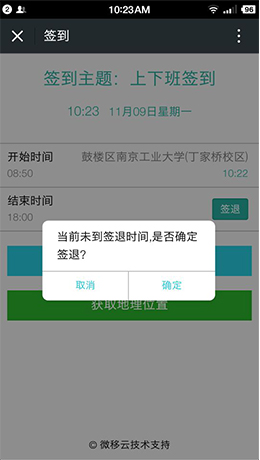 2
10:23AM
96
签到
签到主题：上下班签到
10:23 11月09日星期一
开始时间
鼓楼区南京工业大学(丁家桥校区)
08:50
10:22
结束时间
18:00
签退
当前未到签退时间,是否确定
签退?
取消
确定
获取地理位置
© 微移云技术支持